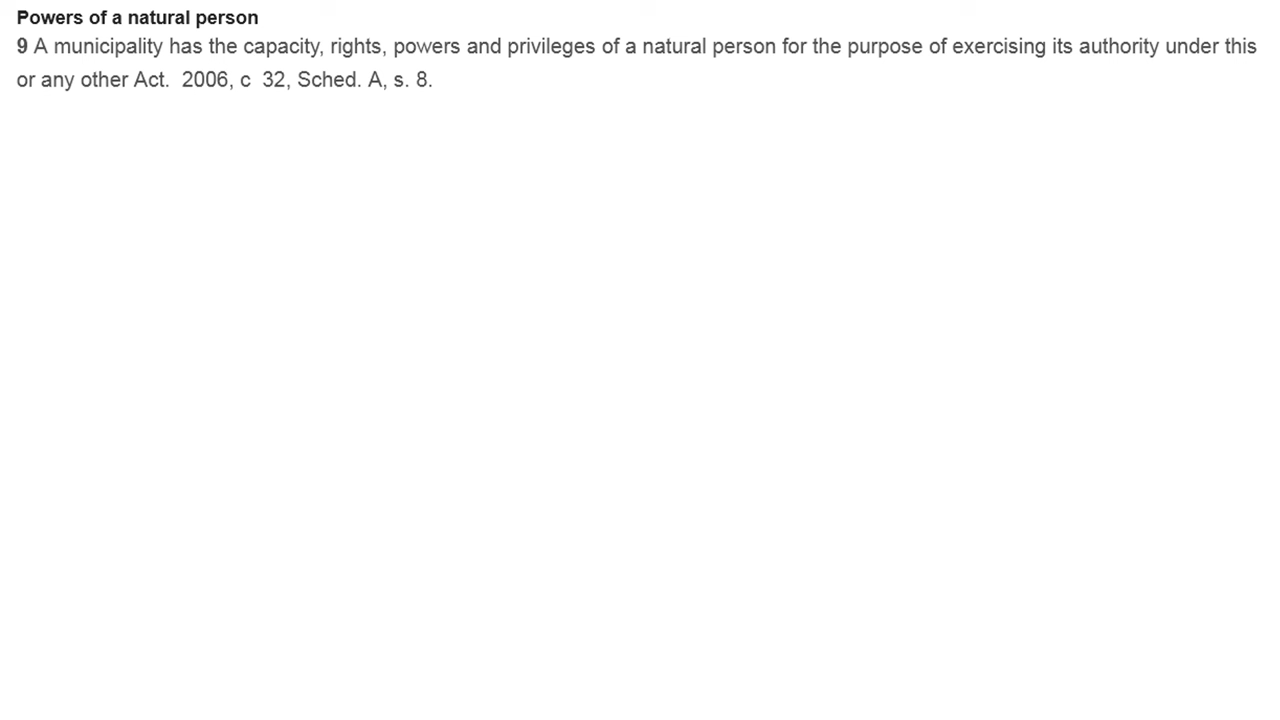 Powers of a natural person
9 A municipality has the capacity, rights, powers and privileges of a natural person for the purpose of exercising its authority under this
or any other Act.  2006, c  32, Sched. A, s. 8.